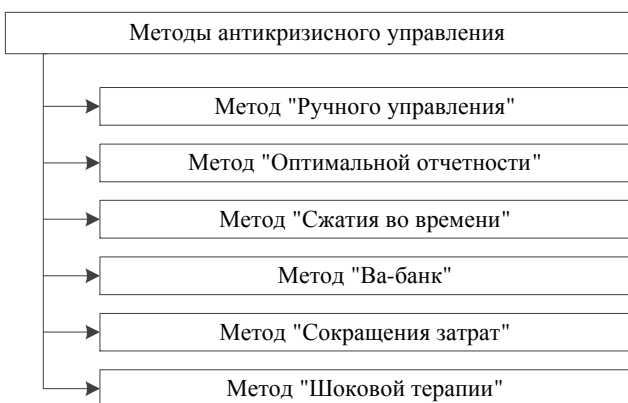 Методы антикризисного управления
Метод "Ручного управления"
Метод "Оптимальной отчетности"
Метод "Сжатия во времени"
Метод "Ва-банк"
Метод "Сокращения затрат"
Метод "Шоковой терапии"